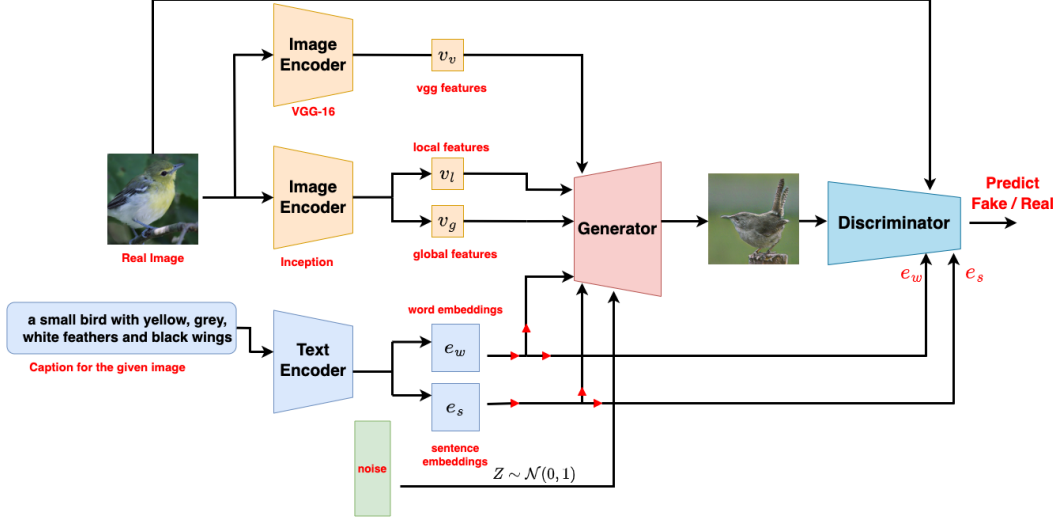 Image
Encoder
VGG-16
v_v
vgg features
Real Image
Image
Encoder
Inception
local features
v_l
v_g
global features
Generator
Discriminator
Predict
Fake / Real
e_w
e_s
a small bird with yellow, grey,
white feathers and black wings
Caption for the given image
Text
Encoder
word embeddings
e_w
e_s
sentence
embeddings
noise
Z ∼ 𝒩(0, 1)